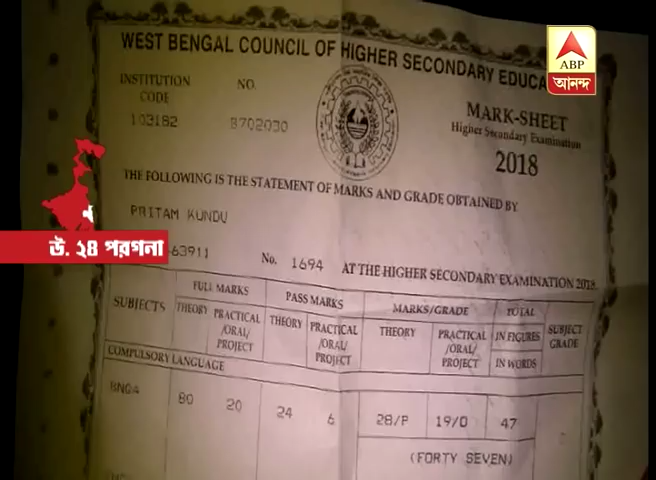 WEST BENGAL COUNCIL OF HIGHER SECONDARY
ABP
আনন্দ
INSTITUTION CODE
NO.
103182
8702030
MARK-SHEET
Higher Secondary Examination
2018
THE FOLLOWING IS THE STATEMENT OF MARKS AND GRADE OBTAINED BY
PRITAM KUNDU
উ. ২৪ পরগনা
63911
No. 1694 AT THE HIGHER SECONDARY EXAMINATION 2018.
SUBJECTS
FULL MARKS
PASS MARKS
MARKS/GRADE
TOTAL
SUBJECT GRADE
THEORY
PRACTICAL /ORAL/ PROJECT
THEORY
PRACTICAL /ORAL/ PROJECT
THEORY
PRACTICAL /ORAL/ PROJECT
IN FIGURES
IN WORDS
COMPULSORY LANGUAGE
BNGA 80 20 24 6 28/P 19/O 47
(FORTY SEVEN)